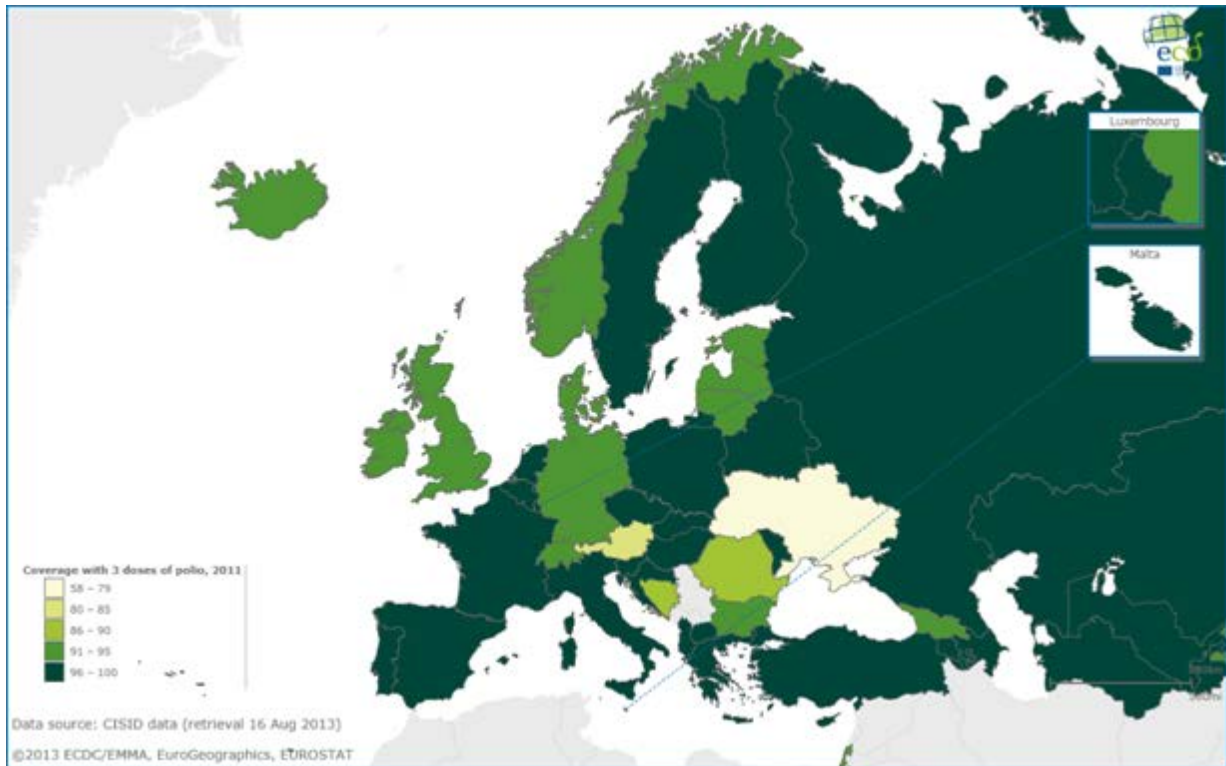 ecd
Luxembourg
Malta
Coverage with 3 doses of polio, 2011
58 – 79
80 – 85
86 – 90
91 – 95
96 – 100
Data source: CISID data (retrieval 16 Aug 2013)
©2013 ECDC/EMMA, EuroGeographics, EUROSTAT